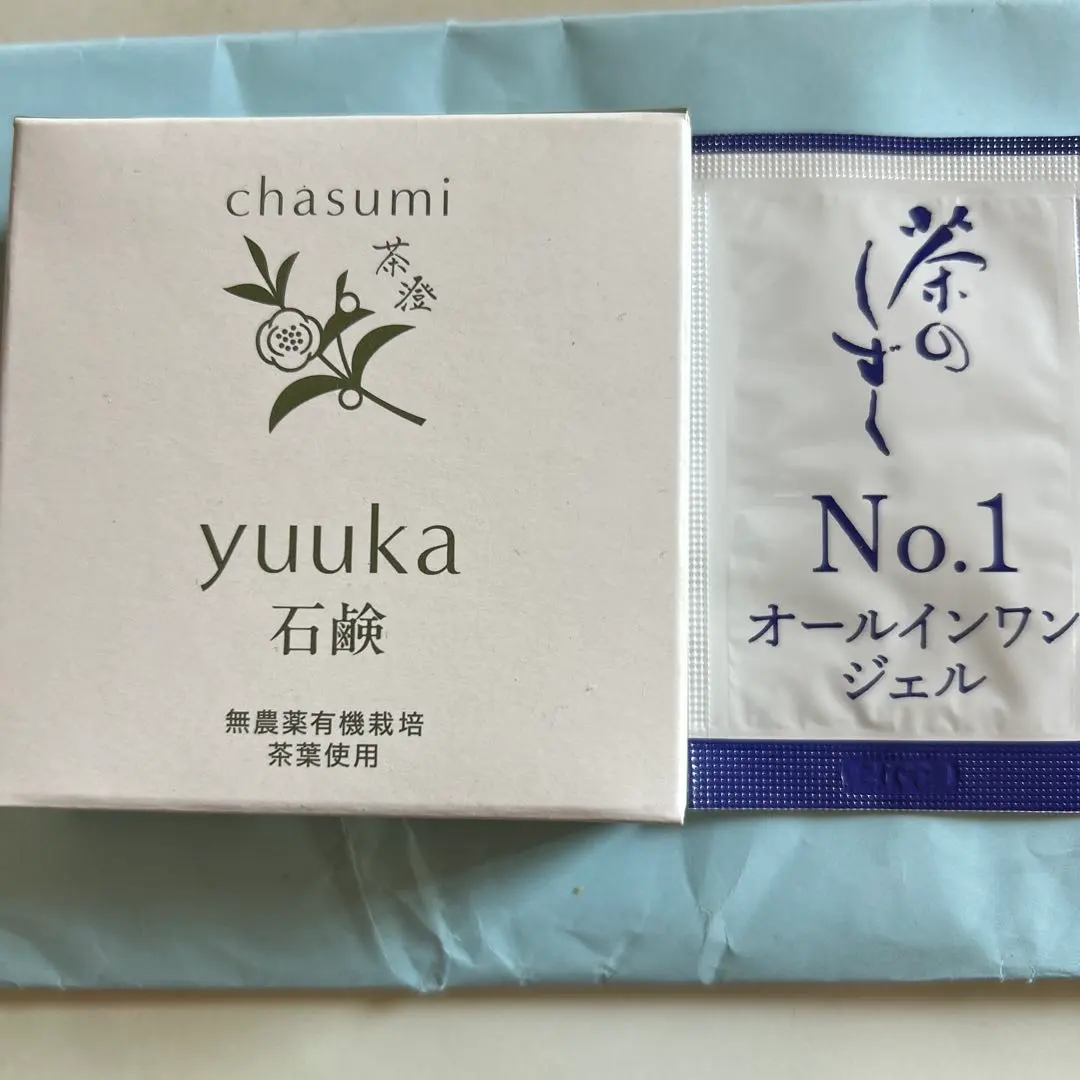 chasumi
茶澄
yuuka
石鹸
無農薬有機栽培
茶葉使用
茶の
しずく
No.1
オールインワン
ジェル